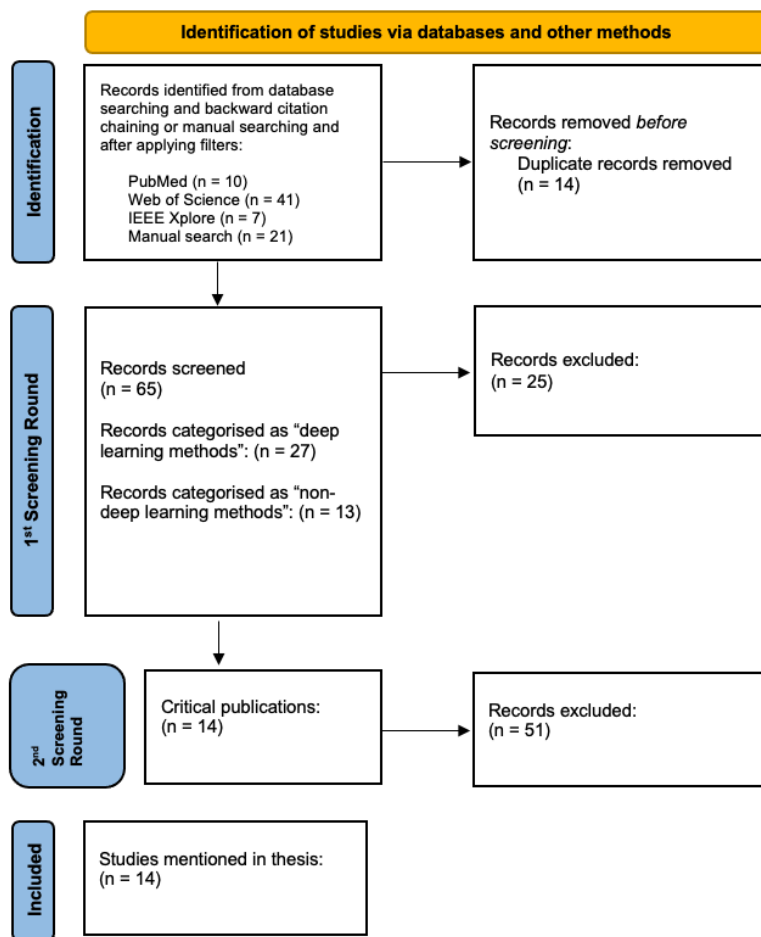 Identification of studies via databases and other methods
Identification
Records identified from database
searching and backward citation
chaining or manual searching and
after applying filters:
PubMed (n = 10)
Web of Science (n = 41)
IEEE Xplore (n = 7)
Manual search (n = 21)
Records removed before
screening:
Duplicate records removed
(n = 14)
1st Screening Round
Records screened
(n = 65)
Records categorised as “deep
learning methods”: (n = 27)
Records categorised as “non-
deep learning methods”: (n = 13)
Records excluded:
(n = 25)
2nd
Screening
Round
Critical publications:
(n = 14)
Records excluded:
(n = 51)
Included
Studies mentioned in thesis:
(n = 14)